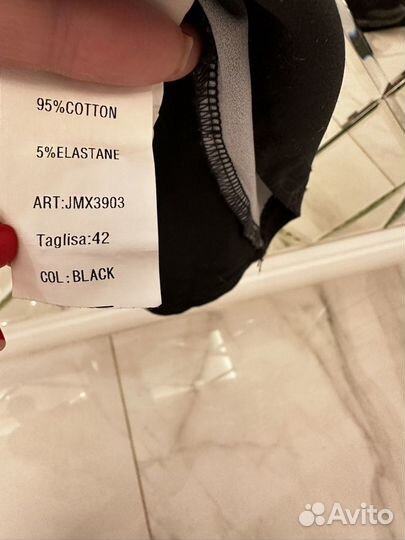 95%COTTON
5%ELASTANE
ART:JMX3903
Taglisa:42
COL:BLACK
Avito